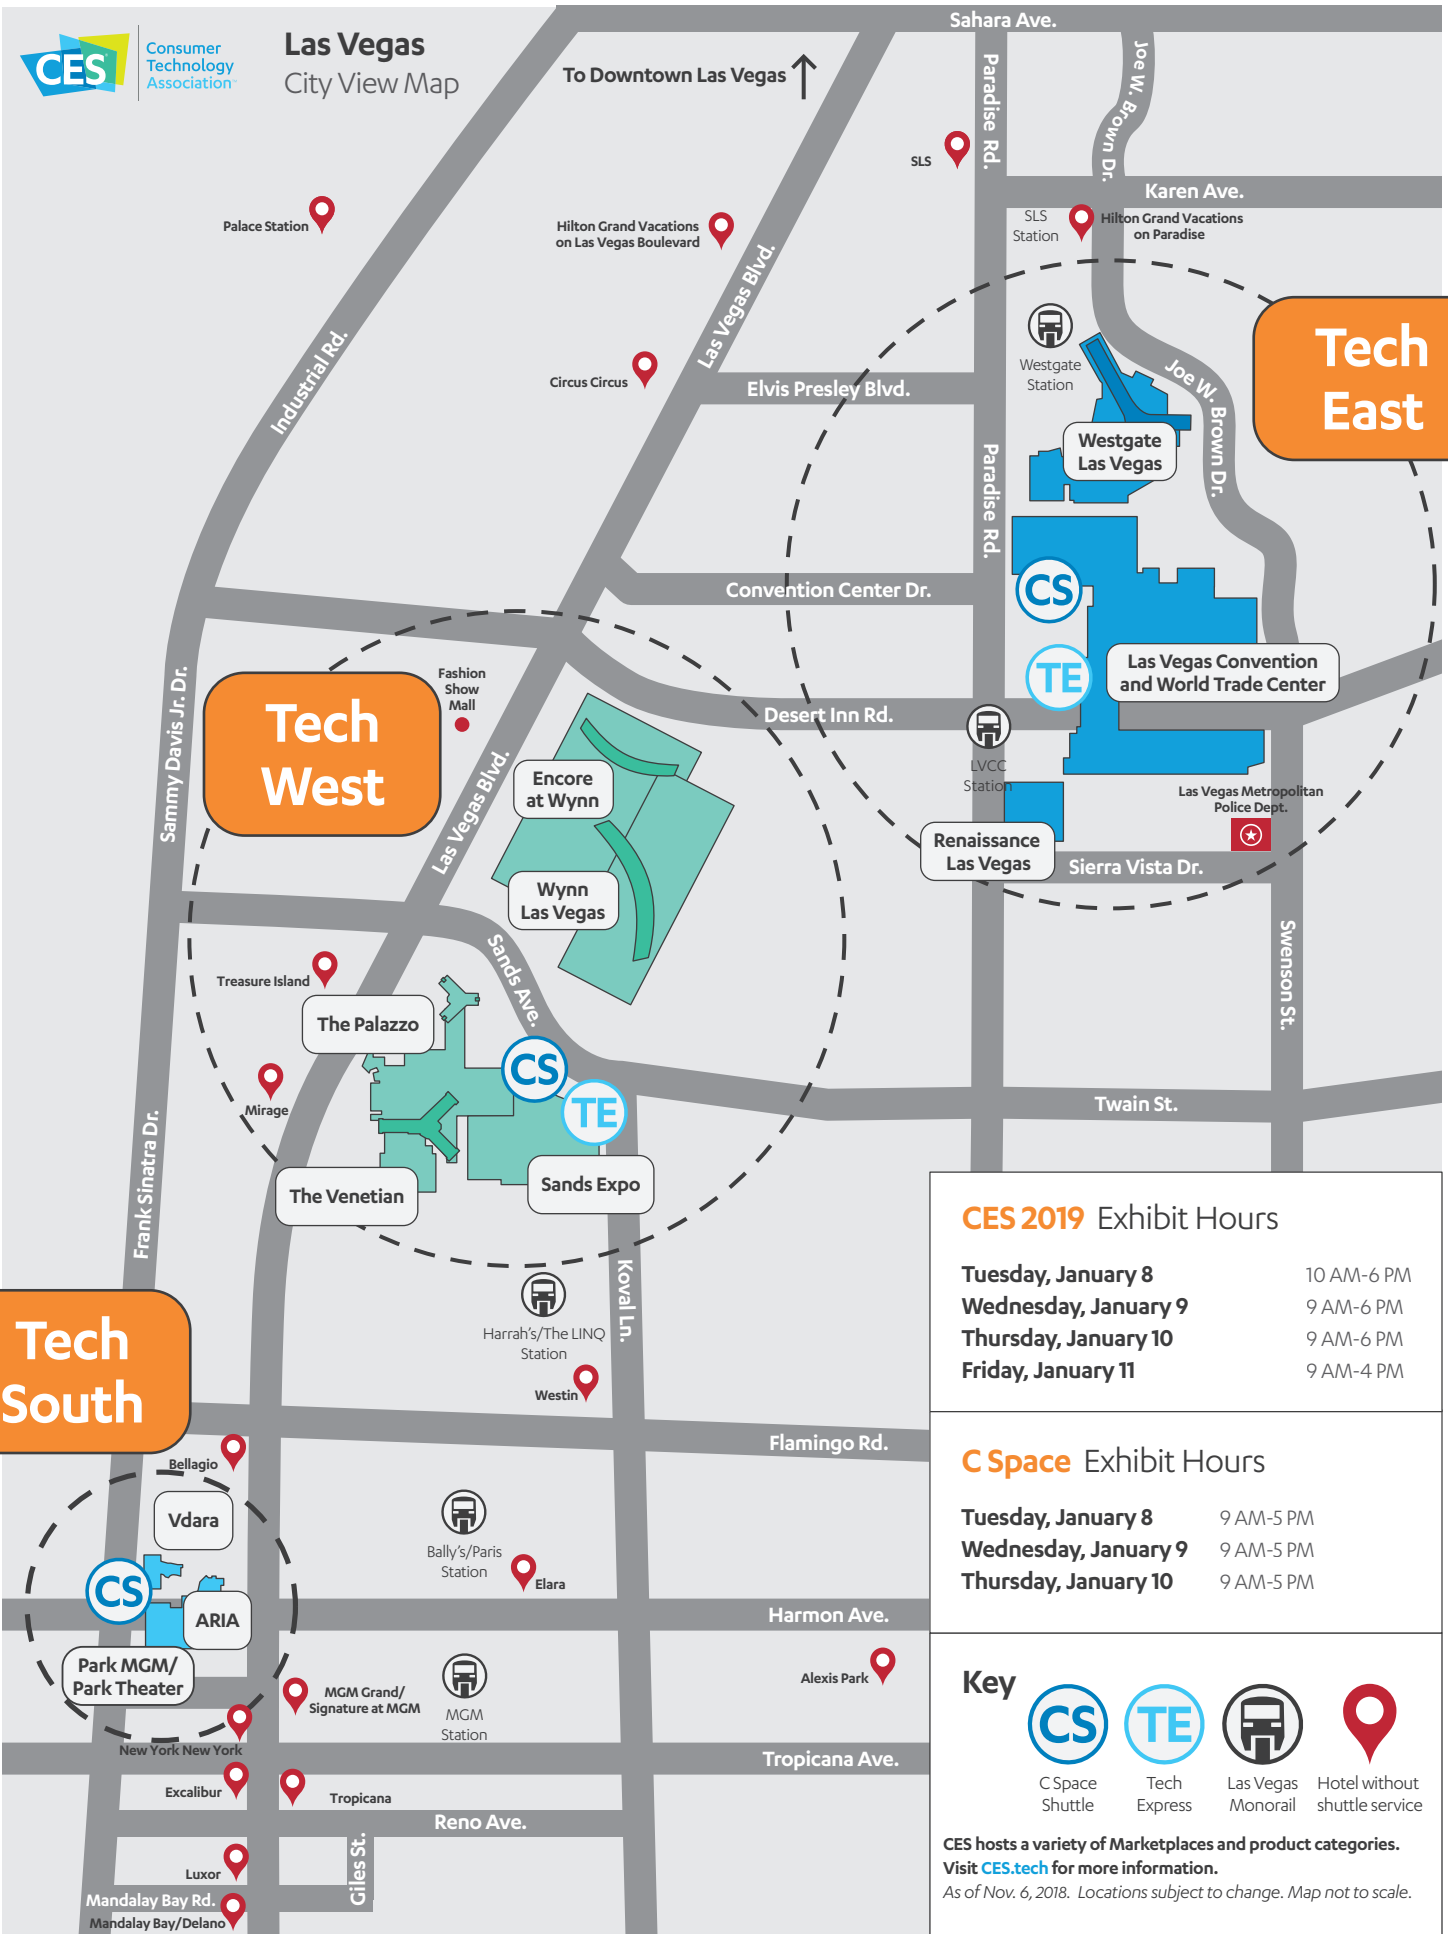 CES
Consumer
Technology
Association
Las Vegas
City View Map
To Downtown Las Vegas
Sahara Ave.
Paradise Rd.
Joe W. Brown Dr.
SLS
Karen Ave.
Palace Station
Hilton Grand Vacations
on Las Vegas Boulevard
SLS
Station
Hilton Grand Vacations
on Paradise
Las Vegas Blvd.
Industrial Rd.
Tech
East
Westgate
Station
Circus Circus
Elvis Presley Blvd.
Joe W. Brown Dr.
Westgate
Las Vegas
Paradise Rd.
CS
Convention Center Dr.
TE
Las Vegas Convention
and World Trade Center
Fashion
Show
Mall
Tech
West
Sammy Davis Jr. Dr.
Desert Inn Rd.
LVCC
Station
Encore
at Wynn
Las Vegas Blvd.
Las Vegas Metropolitan
Police Dept.
Renaissance
Las Vegas
Sierra Vista Dr.
Wynn
Las Vegas
Sands Ave.
Swenson St.
Treasure Island
The Palazzo
CS
TE
Mirage
Twain St.
Frank Sinatra Dr.
The Venetian
Sands Expo
Koval Ln.
Harrah's/The LINQ
Station
Westin
Tech
South
Flamingo Rd.
Bellagio
Vdara
Bally's/Paris
Station
Elara
CS
ARIA
Harmon Ave.
Park MGM/
Park Theater
MGM Grand/
Signature at MGM
MGM
Station
Alexis Park
New York New York
Tropicana Ave.
Excalibur
Tropicana
Reno Ave.
Giles St.
Luxor
Mandalay Bay Rd.
Mandalay Bay/Delano
CES 2019 Exhibit Hours
Tuesday, January 8 10 AM-6 PM
Wednesday, January 9 9 AM-6 PM
Thursday, January 10 9 AM-6 PM
Friday, January 11 9 AM-4 PM
C Space Exhibit Hours
Tuesday, January 8 9 AM-5 PM
Wednesday, January 9 9 AM-5 PM
Thursday, January 10 9 AM-5 PM
Key
CS
TE
C Space
Shuttle
Tech
Express
Las Vegas
Monorail
Hotel without
shuttle service
CES hosts a variety of Marketplaces and product categories.
Visit CES.tech for more information.
As of Nov. 6, 2018. Locations subject to change. Map not to scale.